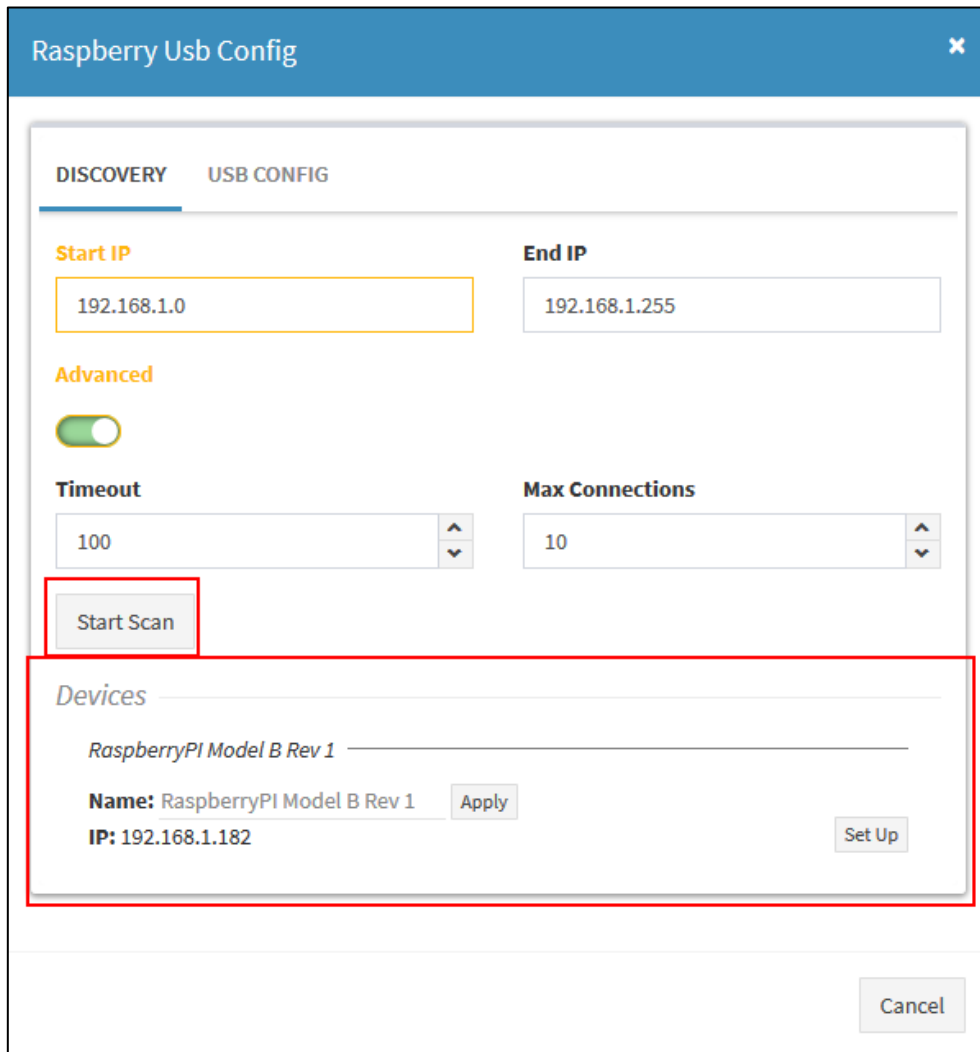 Raspberry Usb Config ×
DISCOVERY USB CONFIG
Start IP End IP
192.168.1.0 192.168.1.255
Advanced
Timeout Max Connections
100 10
Start Scan
Devices
RaspberryPI Model B Rev 1
Name: RaspberryPI Model B Rev 1 Apply
IP: 192.168.1.182 Set Up
Cancel